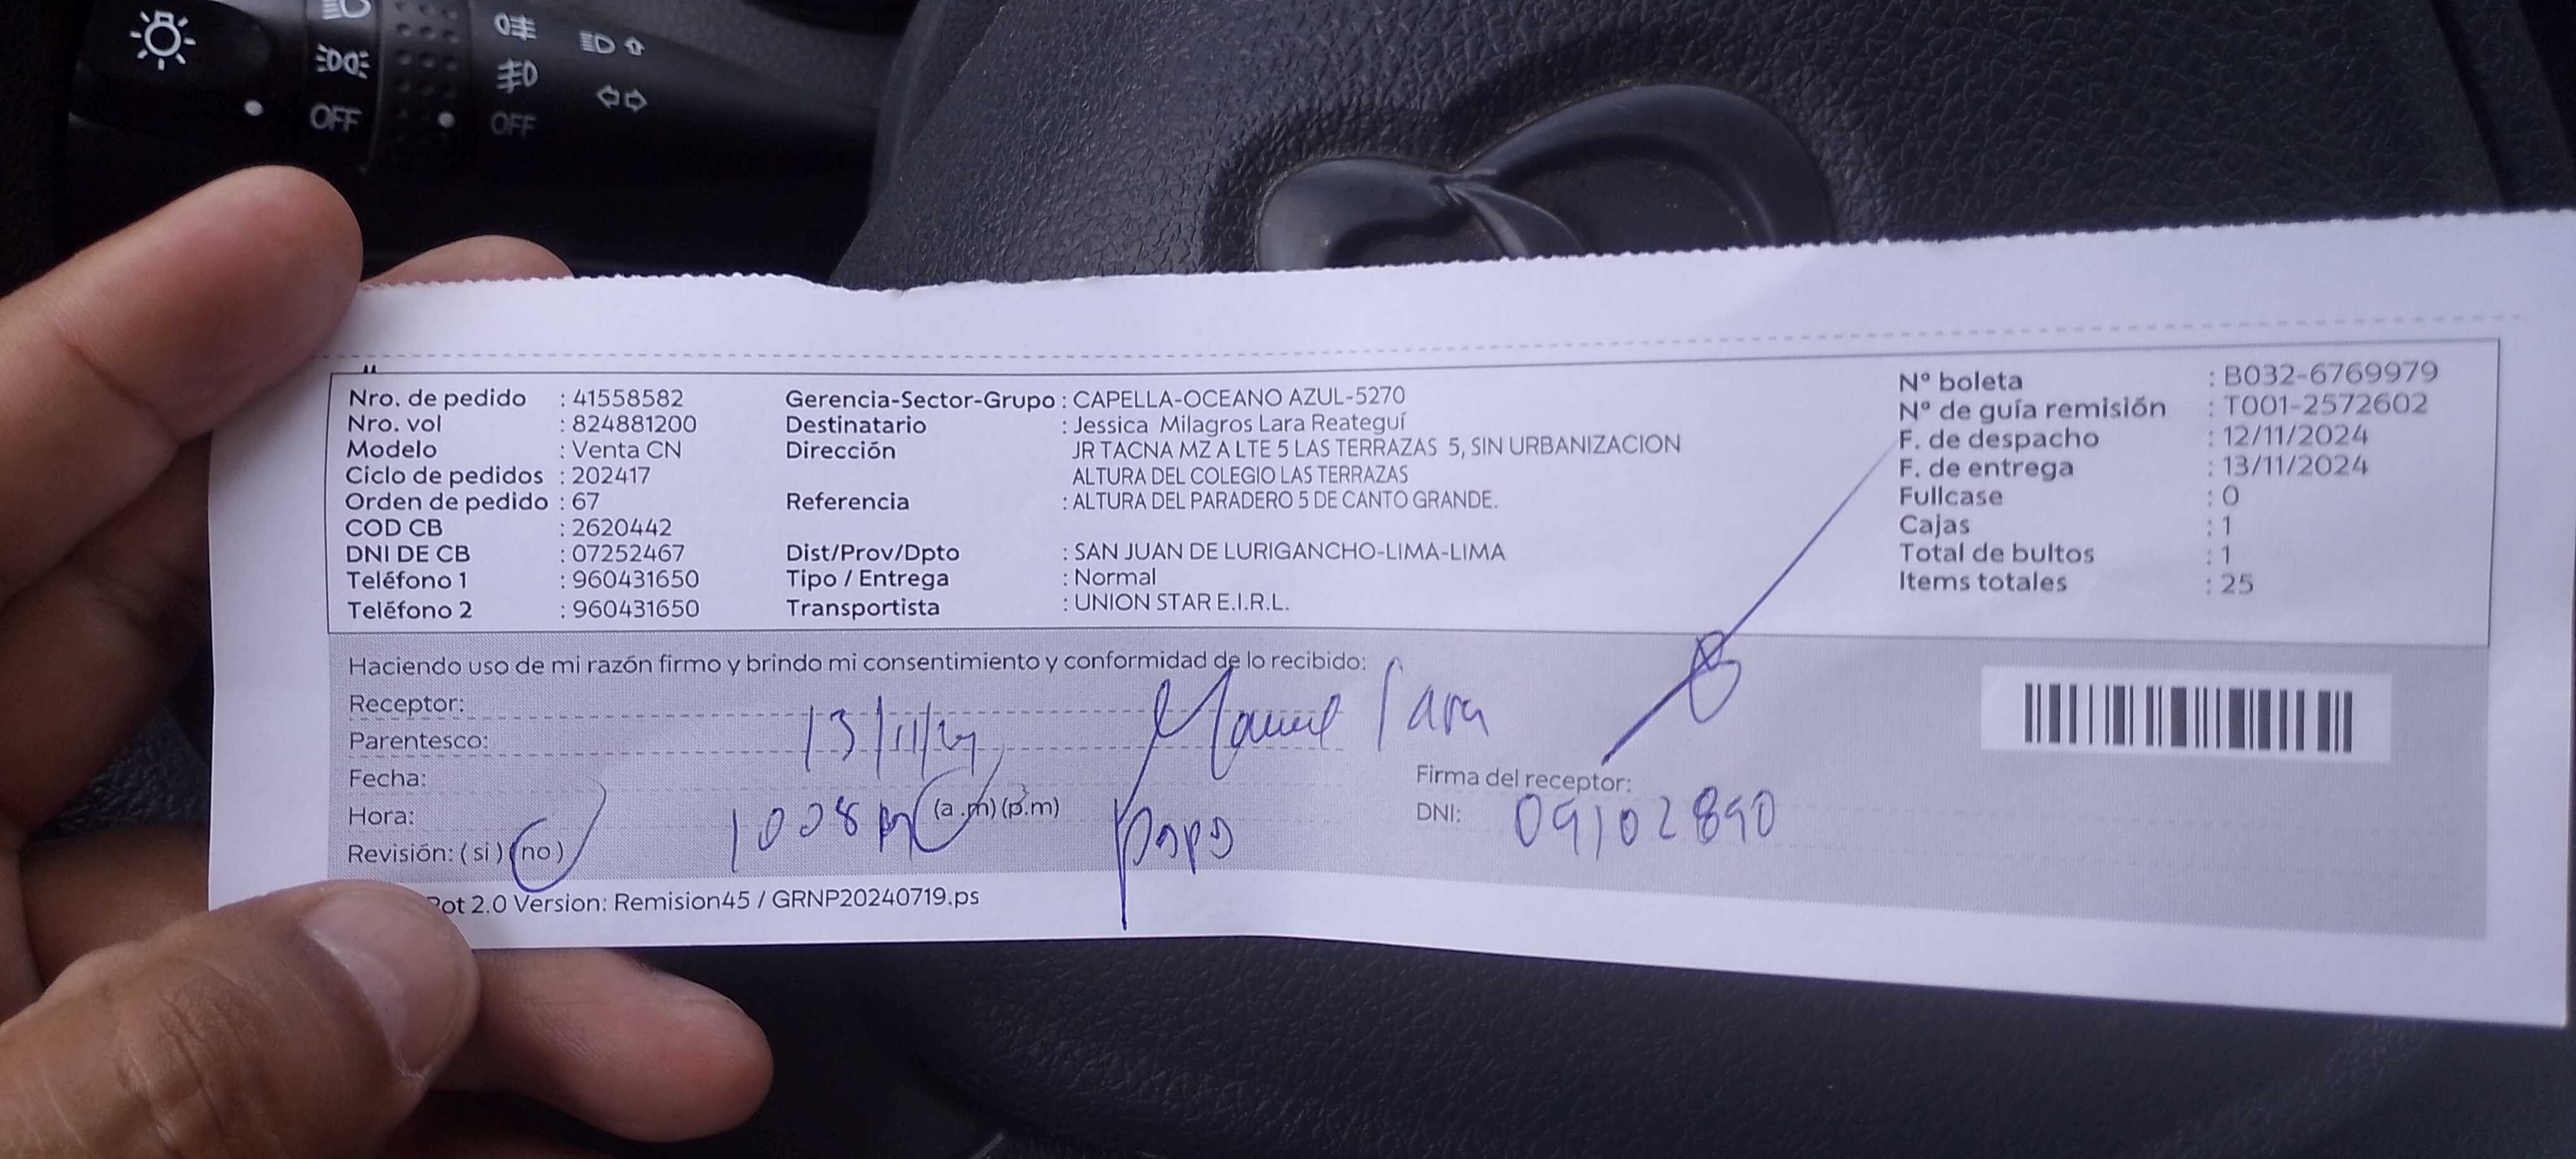 OFF
OFF
Nro. de pedido : 41558582
Nro. vol : 824881200
Modelo : Venta CN
Ciclo de pedidos : 202417
Orden de pedido : 67
COD CB : 2620442
DNI DE CB : 07252467
Teléfono 1 : 960431650
Teléfono 2 : 960431650
Gerencia-Sector-Grupo : CAPELLA-OCEANO AZUL-5270
Destinatario : Jessica Milagros Lara Reateguí
Dirección JR TACNA MZ A LTE 5 LAS TERRAZAS 5, SIN URBANIZACION
ALTURA DEL COLEGIO LAS TERRAZAS
Referencia : ALTURA DEL PARADERO 5 DE CANTO GRANDE.
Dist/Prov/Dpto : SAN JUAN DE LURIGANCHO-LIMA-LIMA
Tipo / Entrega : Normal
Transportista : UNION STAR E.I.R.L.
N° boleta : B032-6769979
N° de guía remisión : T001-2572602
F. de despacho : 12/11/2024
F. de entrega : 13/11/2024
Fullcase : 0
Cajas : 1
Total de bultos : 1
Items totales : 25
Haciendo uso de mi razón firmo y brindo mi consentimiento y conformidad de lo recibido:
Receptor: Manuel Lara
Parentesco: papa
Fecha: 13/11/24
Hora: 1008 (a.m) (p.m)
Revisión: ( si ) (no)
Firma del receptor:
DNI: 09102890
Pot 2.0 Version: Remision45 / GRNP20240719.ps